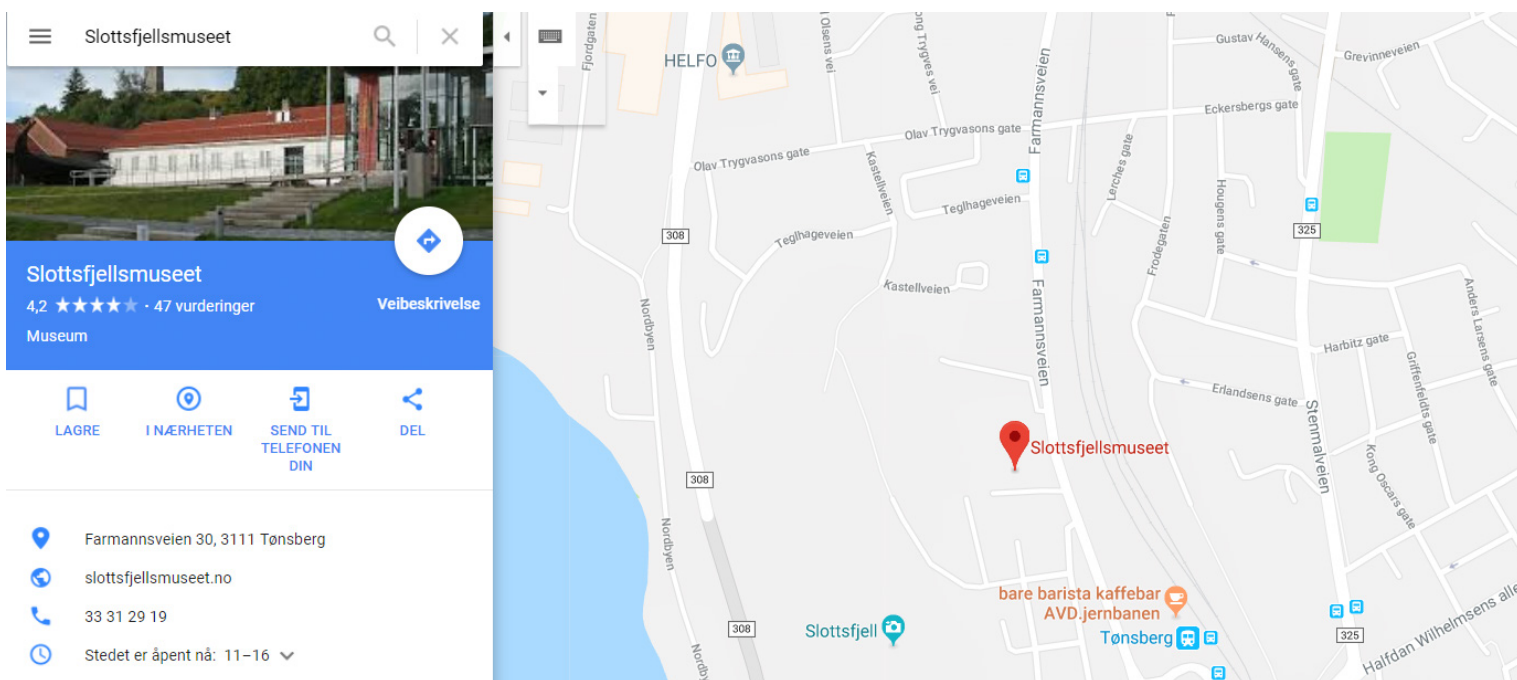 Slottsfjellsmuseet
Slottsfjellsmuseet
4,2 ★★★★★ · 47 vurderinger
Veibeskrivelse
Museum
LAGRE
I NÆRHETEN
SEND TIL
TELEFONEN
DIN
DEL
Farmannsveien 30, 3111 Tønsberg
slottsfjellsmuseet.no
33 31 29 19
Stedet er åpent nå: 11–16
Fjordgaten
HELFO
Olsens vei
ong Trygves vei
Farmannsveien
Gustav Hansens gate
Grevinneveien
Eckersbergs gate
Olav Trygvasons gate
Olav Trygvasons gate
Kastellveien
Lerches gate
Teglhageveien
Teglhageveien
Hongens gate
Frodegaten
308
325
Kastellveien
Farmannsveien
Nordbyen
Anders Larsens gate
Harbitz gate
Griffenfeldts gate
Erlandsens gate
Stenmalveien
Slottsfjellsmuseet
Kong Oscars gate
308
Nordbyen
bare barista kaffebar
AVD.jernbanen
Slottsfjell
308
Tønsberg
325
Halfdan Wilhelmsens alle
Nordby